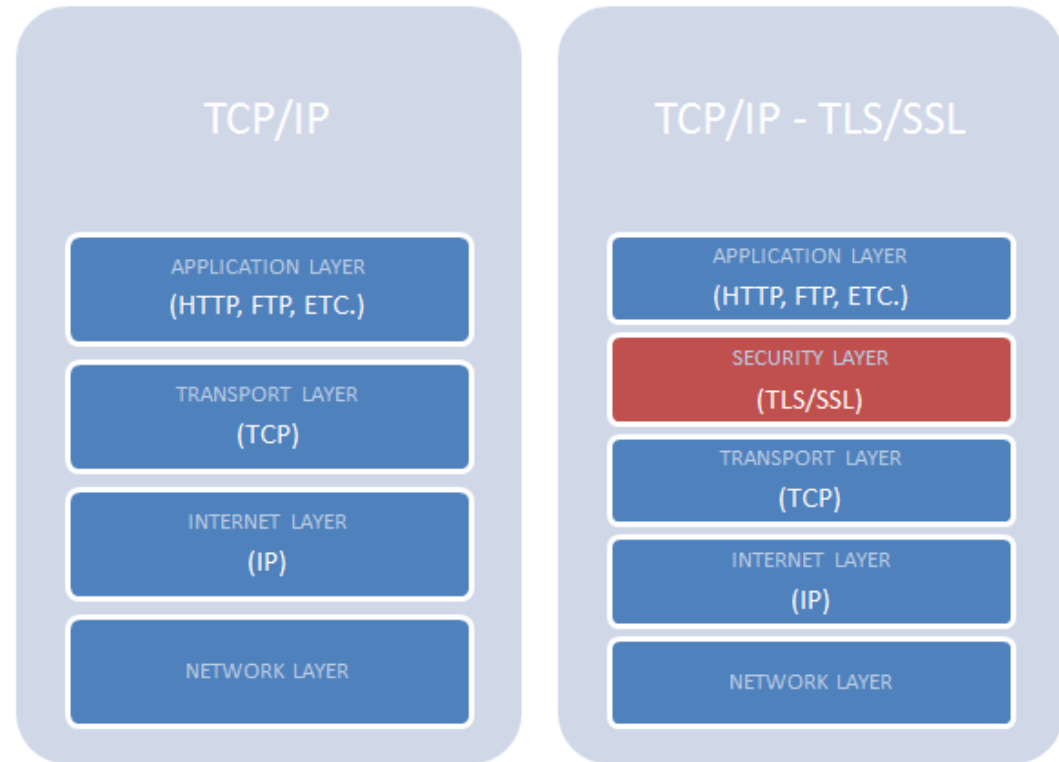 TCP/IP
APPLICATION LAYER
(HTTP, FTP, ETC.)
TRANSPORT LAYER
(TCP)
INTERNET LAYER
(IP)
NETWORK LAYER
TCP/IP - TLS/SSL
APPLICATION LAYER
(HTTP, FTP, ETC.)
SECURITY LAYER
(TLS/SSL)
TRANSPORT LAYER
(TCP)
INTERNET LAYER
(IP)
NETWORK LAYER